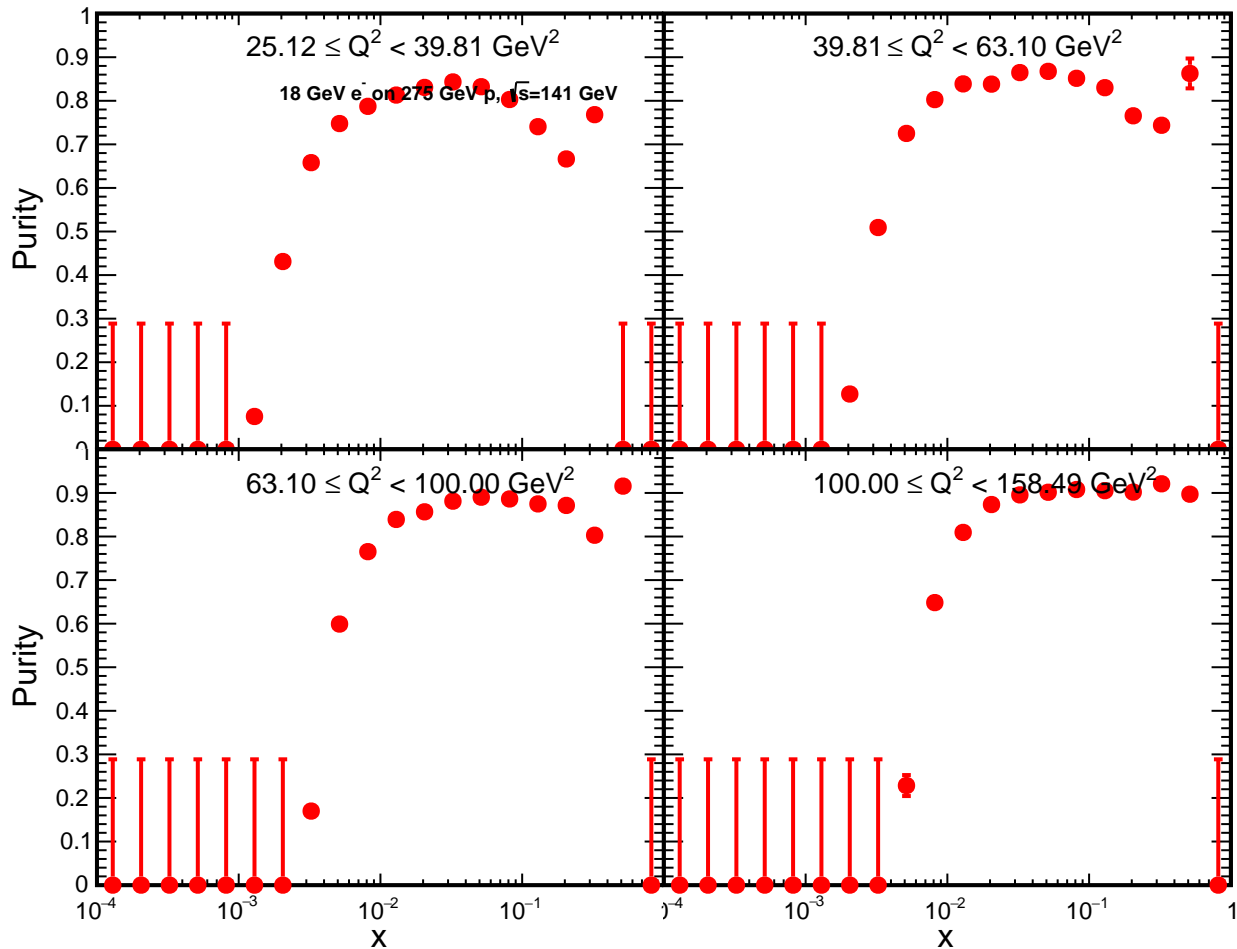 25.12 ≤ Q² < 39.81 GeV²
18 GeV e⁻ on 275 GeV p, √s=141 GeV
Purity
0.9
0.8
0.7
0.6
0.5
0.4
0.3
0.2
0.1
0
39.81 ≤ Q² < 63.10 GeV²
63.10 ≤ Q² < 100.00 GeV²
Purity
0.9
0.8
0.7
0.6
0.5
0.4
0.3
0.2
0.1
0
10⁻⁴ 10⁻³ 10⁻² 10⁻¹
x
100.00 ≤ Q² < 158.49 GeV²
10⁻³ 10⁻² 10⁻¹ 1
x